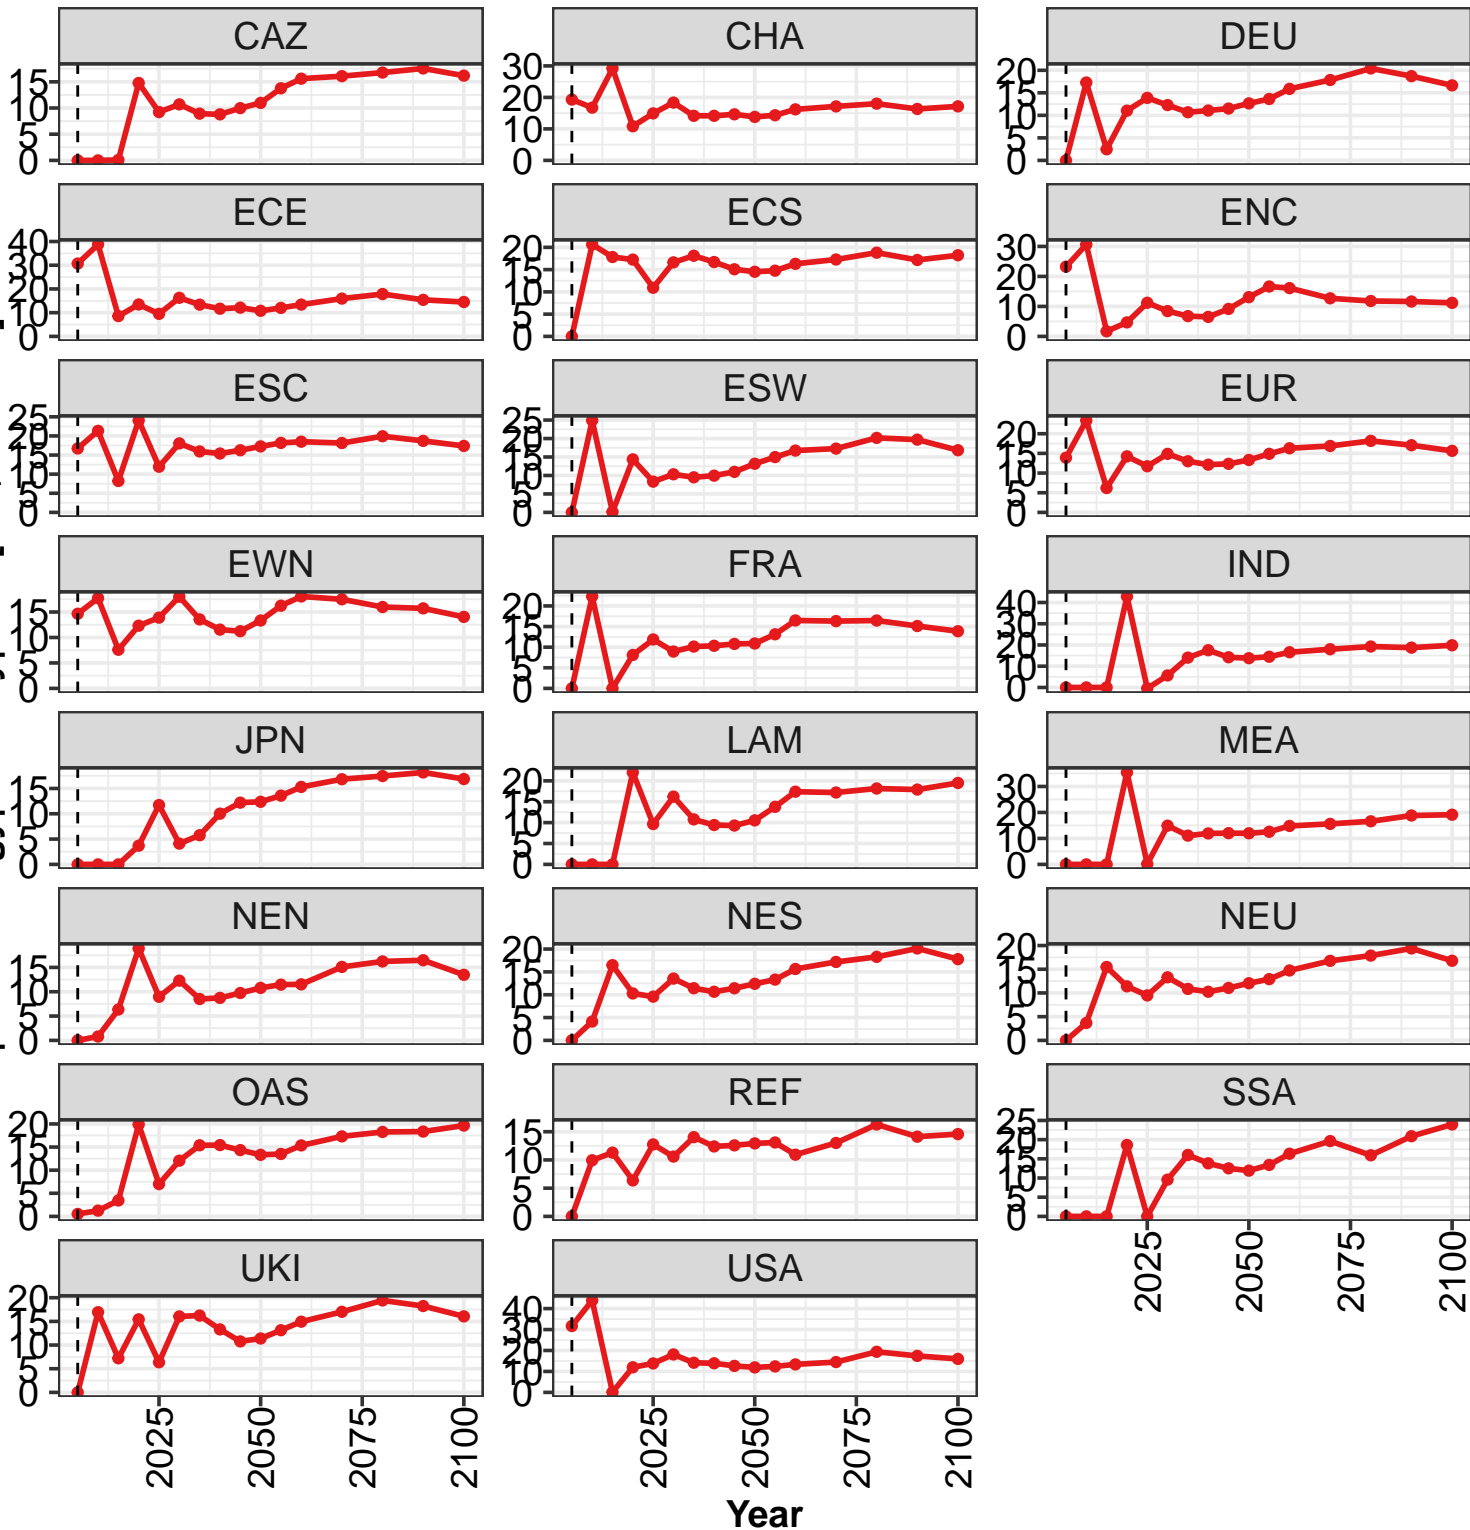 CAZ CHA DEU
15 10 5 0
30 20 10 0
20 15 10 5 0
ECE ECS ENC
40 30 20 10 0
20 15 10 5 0
30 20 10 0
ESC ESW EUR
25 20 15 10 5 0
25 20 15 10 5 0
20 15 10 5 0
EWN FRA IND
15 10 5 0
20 15 10 5 0
40 30 20 10 0
JPN LAM MEA
15 10 5 0
20 15 10 5 0
30 20 10 0
NEN NES NEU
15 10 5 0
20 15 10 5 0
20 15 10 5 0
OAS REF SSA
20 15 10 5 0
15 10 5 0
25 20 15 10 5 0
2025 2050 2075 2100
UKI USA
20 15 10 5 0
40 30 20 10 0
2025 2050 2075 2100
2025 2050 2075 2100
Year